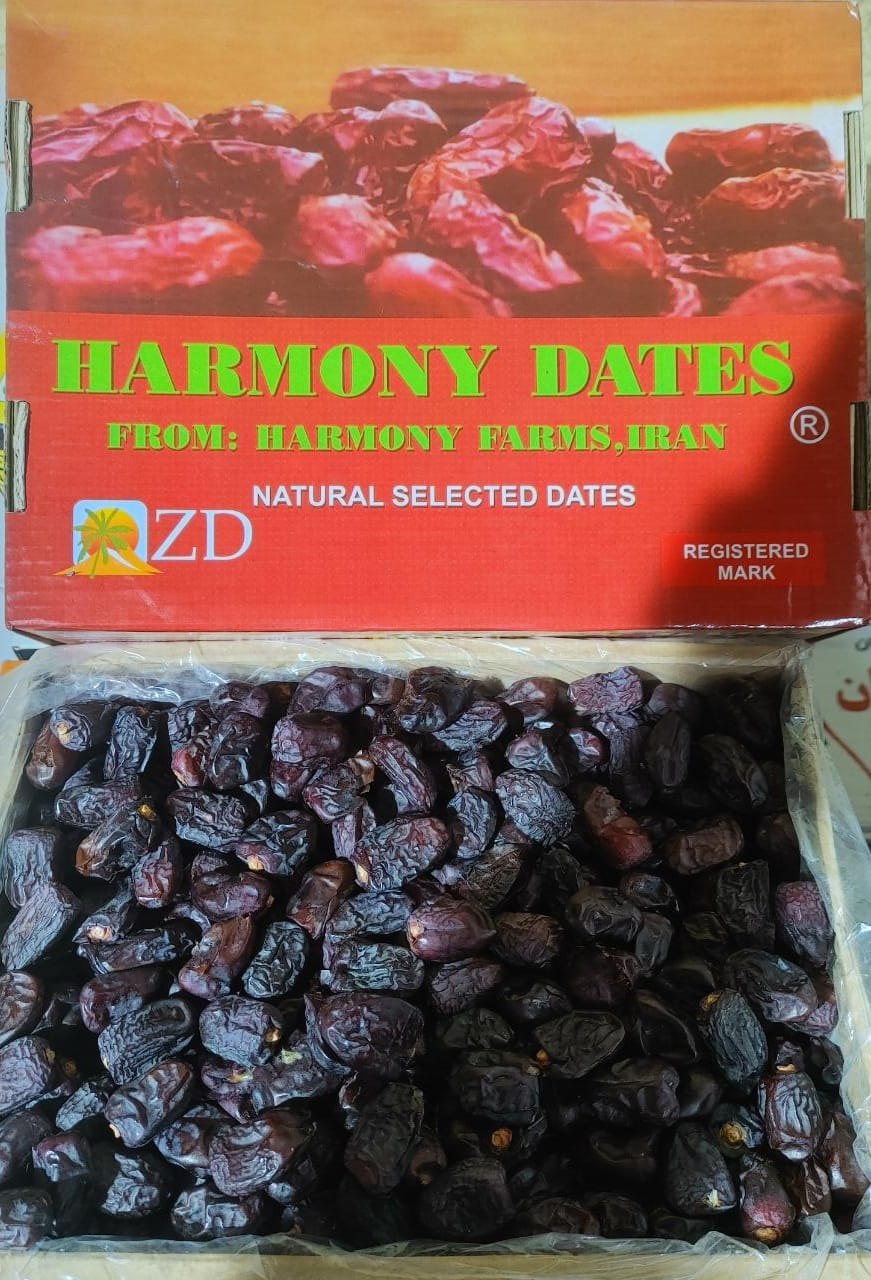 HARMONY DATES
FROM: HARMONY FARMS,IRAN
®
NATURAL SELECTED DATES
ZD
REGISTERED
MARK